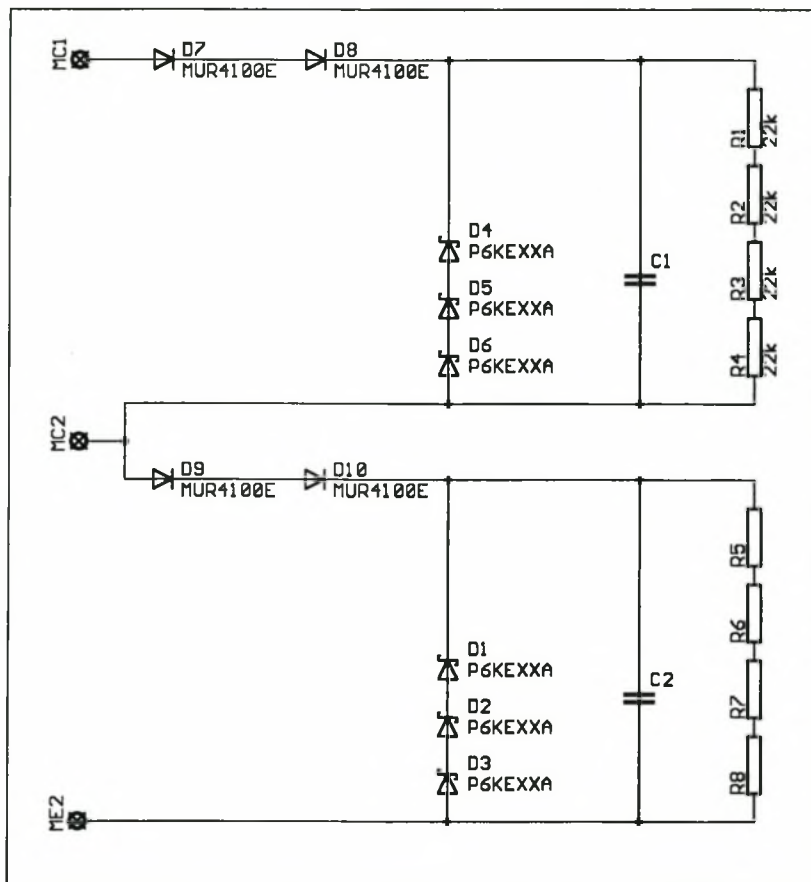 MC1
D7
MUR4100E
D8
MUR4100E
R1
22k
R2
22k
D4
P6KEXXA
D5
P6KEXXA
D6
P6KEXXA
C1
R3
22k
R4
22k
MC2
D9
MUR4100E
D10
MUR4100E
R5
R6
D1
P6KEXXA
D2
P6KEXXA
D3
P6KEXXA
C2
R7
R8
ME2